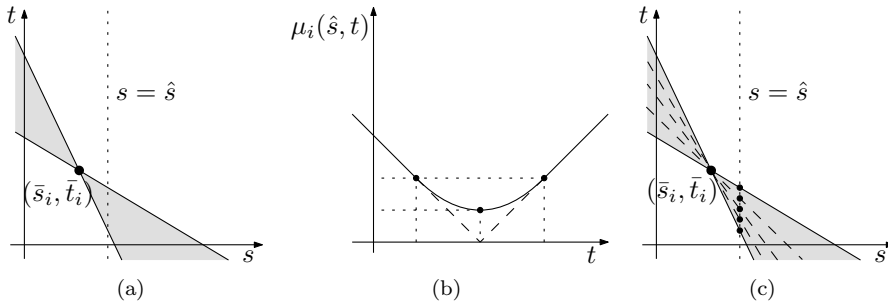 t
s = ŝ
(s̄ᵢ, t̄ᵢ)
s
(a)
μᵢ(ŝ, t)
t
(b)
t
s = ŝ
(s̄ᵢ, t̄ᵢ)
s
(c)